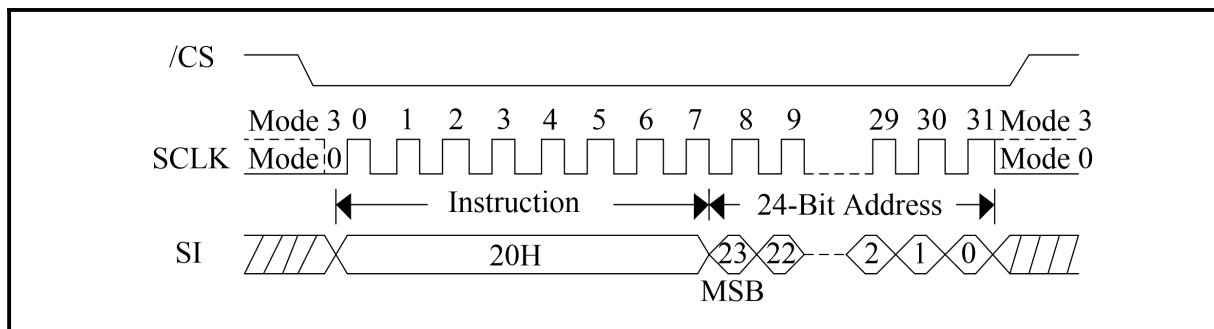 /CS
Mode 3 0 1 2 3 4 5 6 7 8 9 29 30 31 Mode 3
SCLK Mode 0 Mode 0
Instruction 24-Bit Address
SI 20H 23 22 2 1 0
MSB